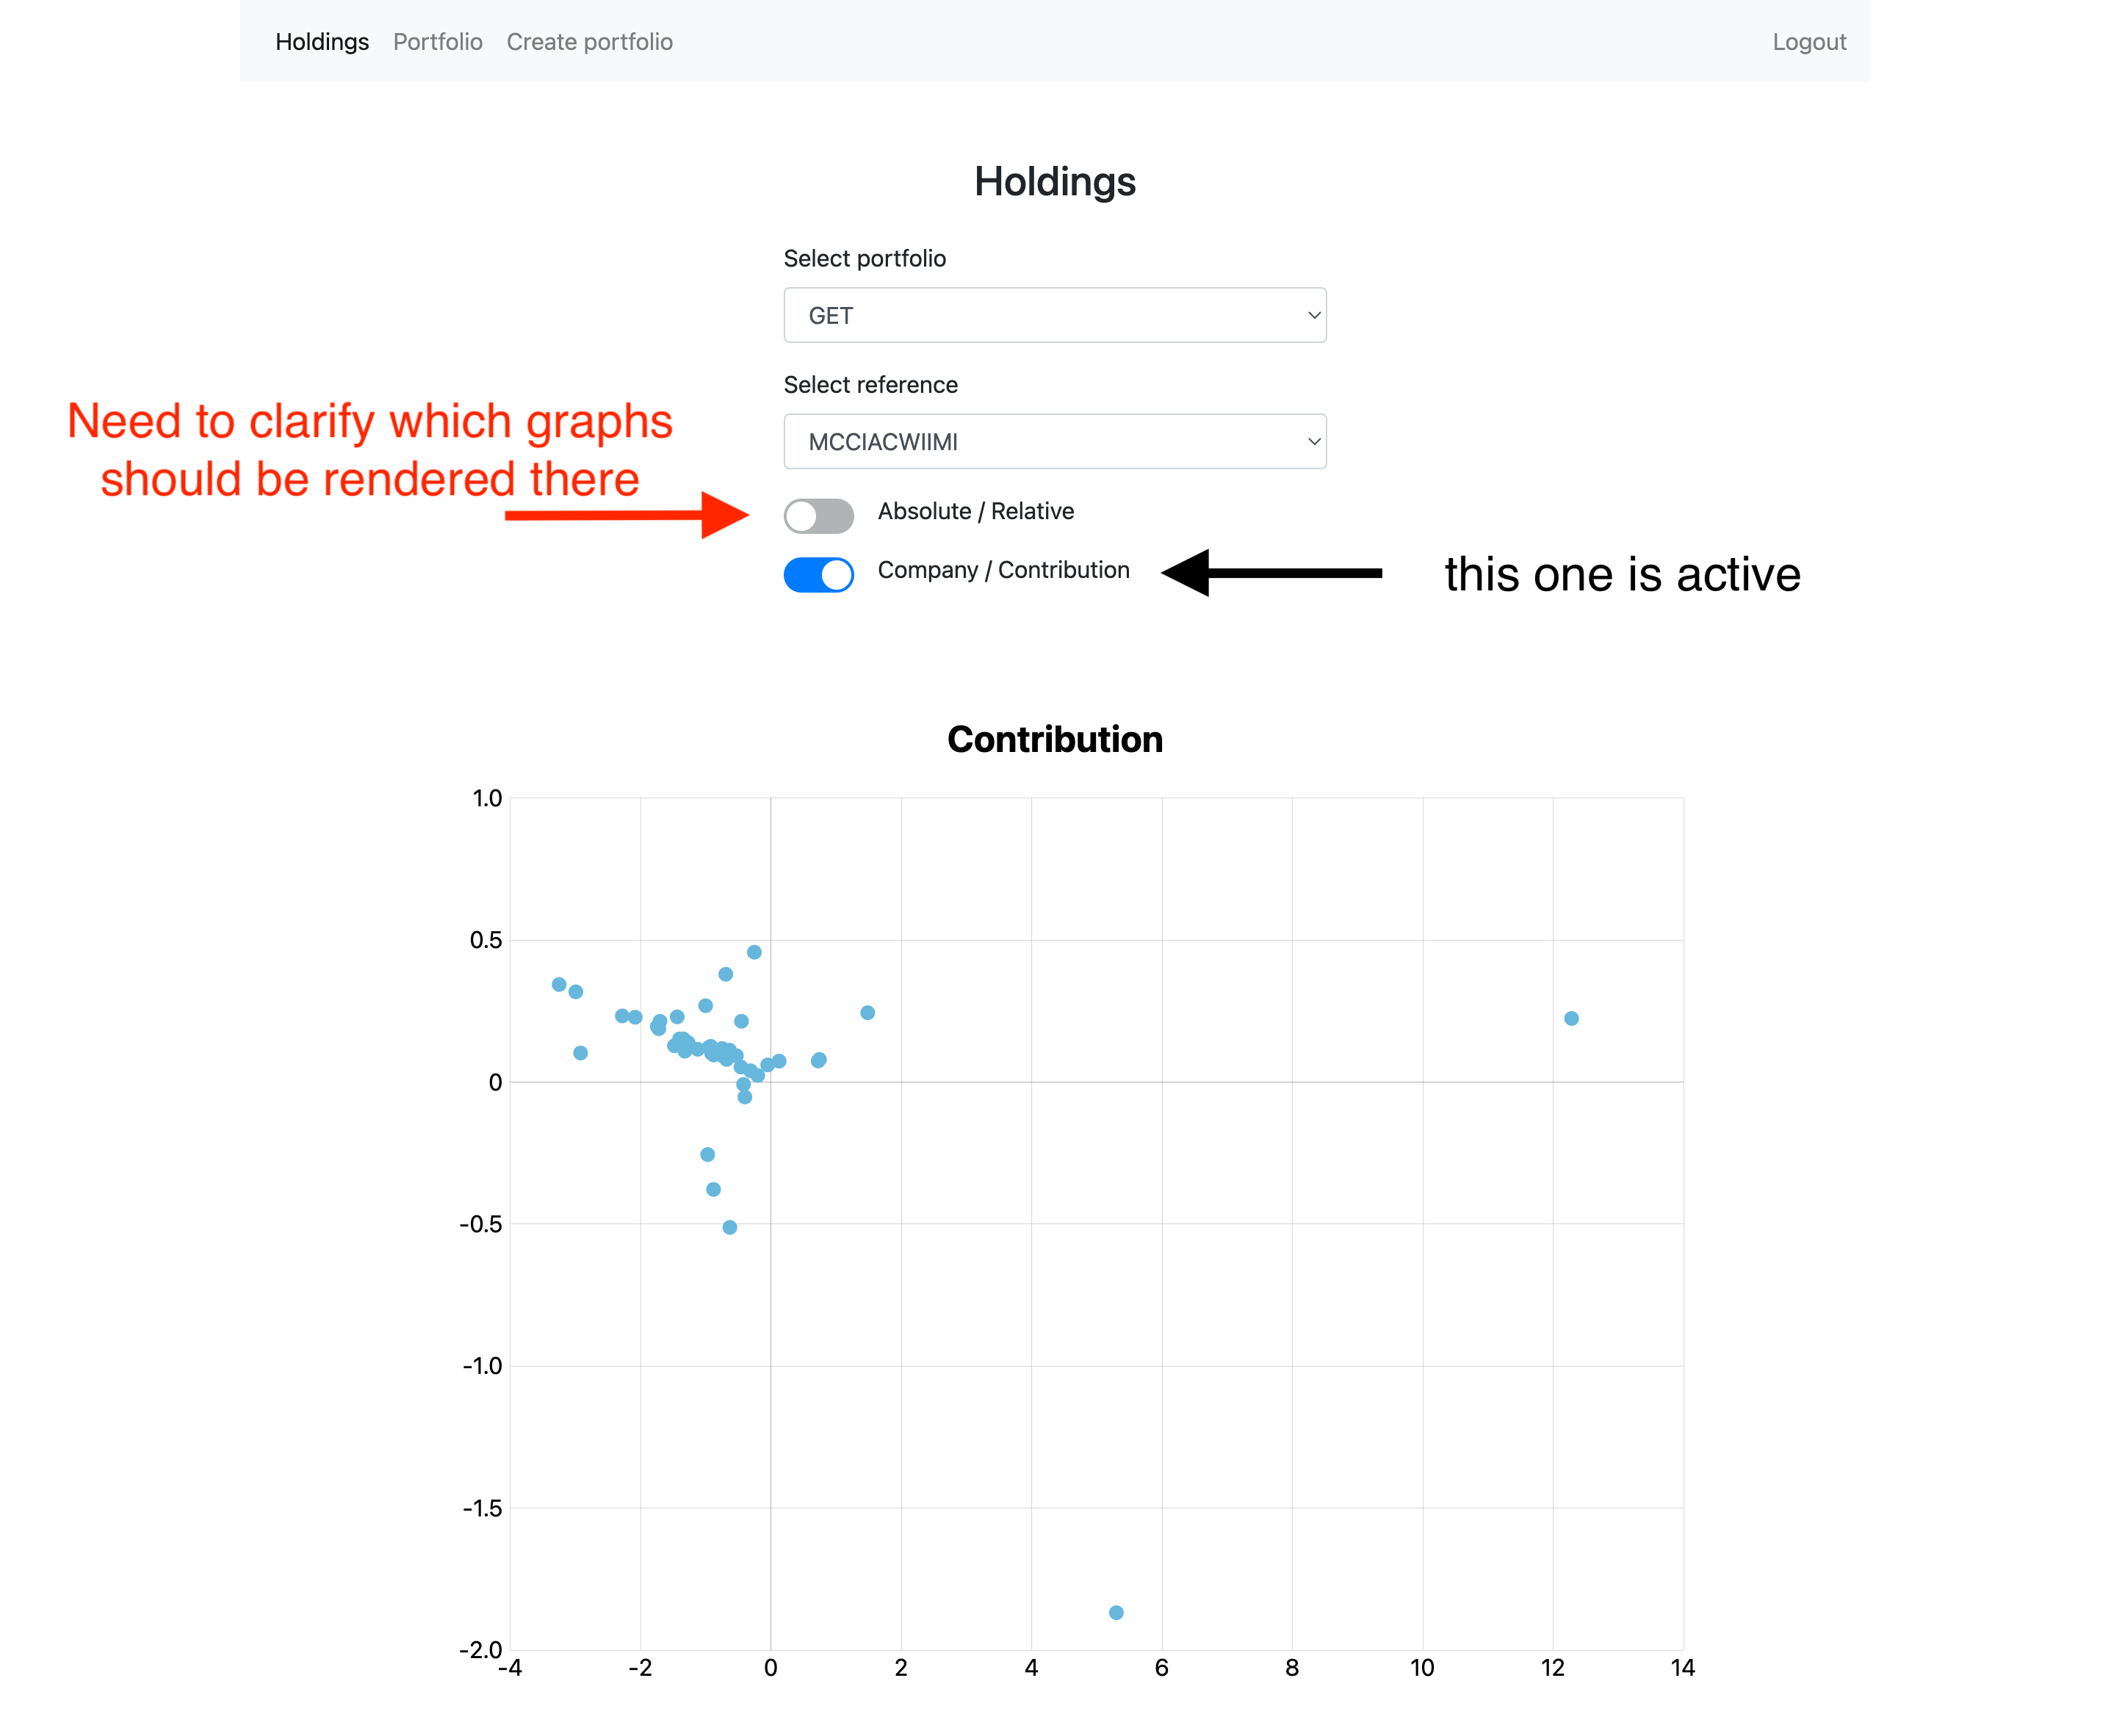 Holdings Portfolio Create portfolio Logout
Holdings
Select portfolio
GET
Select reference
MCCIACWIIMI
Need to clarify which graphs
should be rendered there
Absolute / Relative
Company / Contribution
this one is active
Contribution
1.0
0.5
0
-0.5
-1.0
-1.5
-2.0
-4 -2 0 2 4 6 8 10 12 14